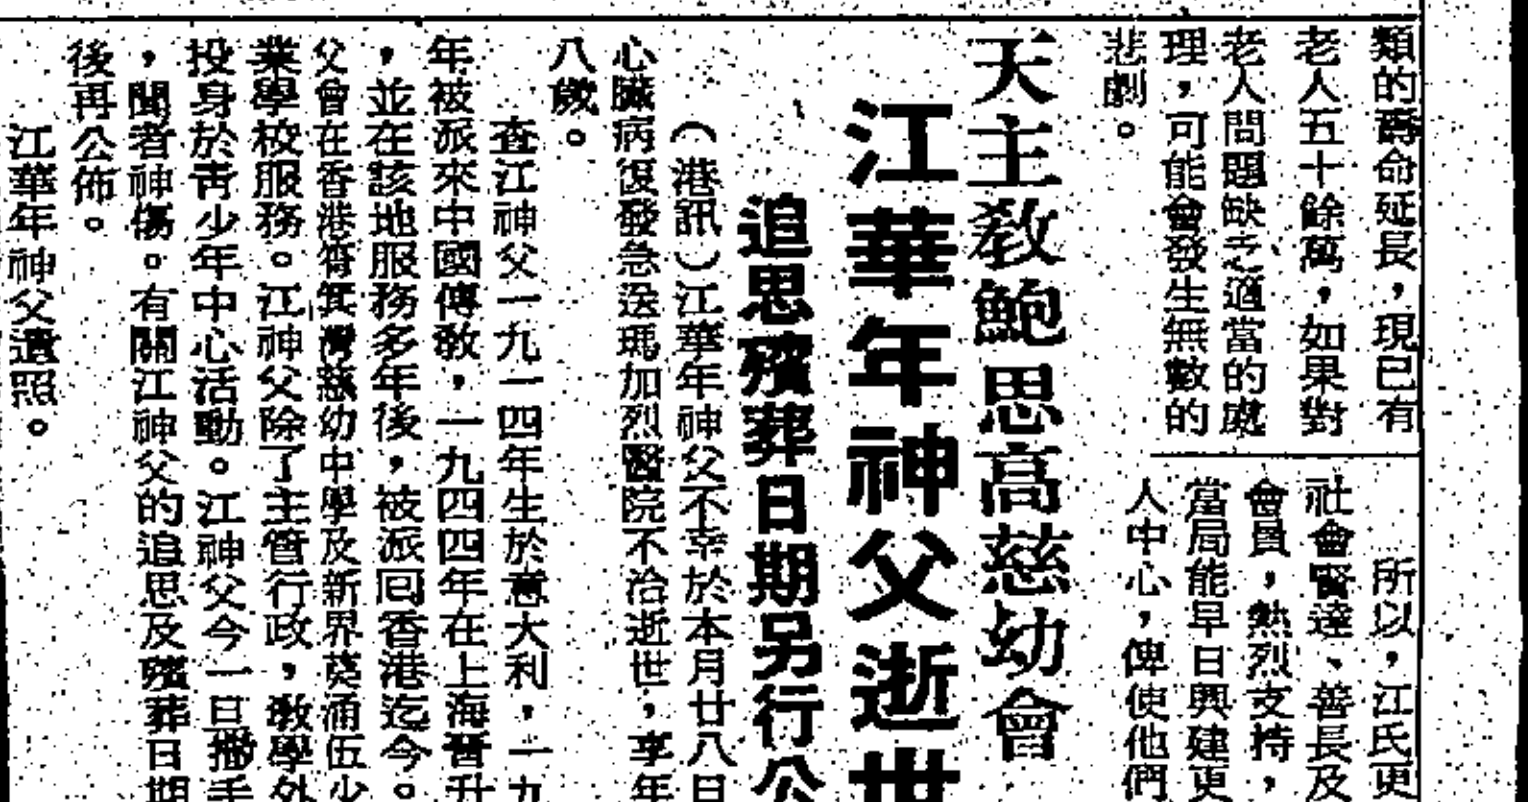 類的壽命延長，現已有
老人五十餘萬，如果對
老人問題缺乏適當的處
理，可能會發生無數的
悲劇。
所以，江氏更
社會賢達、善長及
會員，熱烈支持，
當局能早日興建更
人中心，俾使他們
天主教鮑思高慈幼會
江華年神父逝世
追思殯葬日期另行公
（港訊）江華年神父不幸於本月廿八日
心臟病復發急送瑪加烈醫院不治逝世，享年
八歲。
查江神父一九一四年生於意大利，一九
年被派來中國傳教，一九四四年在上海晉升
，並在該地服務多年後，被派回香港迄今。
父曾在香港筲箕灣慈幼中學及新界葵涌伍少
業學校服務。江神父除了主管行政，教學外
投身於青少年中心活動。江神父今一旦撒手
，聞者神傷。有關江神父的追思及殯葬日期
後再公佈。
江華年神父遺照。